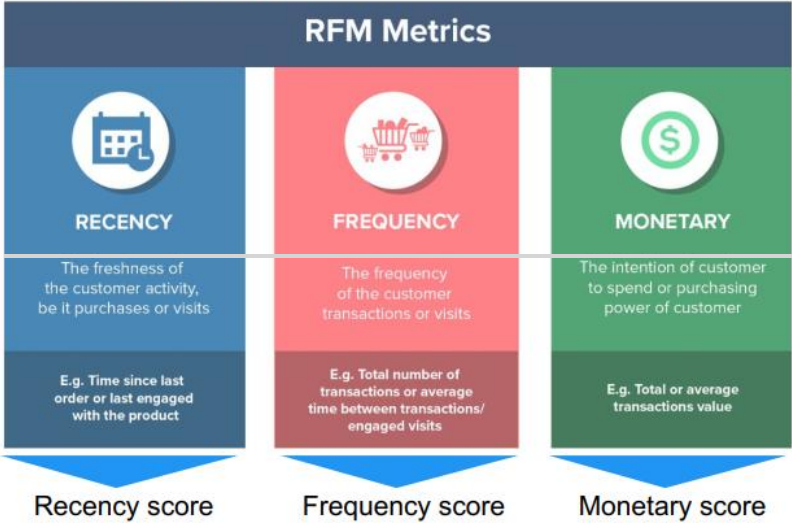 RFM Metrics
RECENCY
The freshness of
the customer activity,
be it purchases or visits
E.g. Time since last
order or last engaged
with the product
Recency score
FREQUENCY
The frequency
of the customer
transactions or visits
E.g. Total number of
transactions or average
time between transactions/
engaged visits
Frequency score
MONETARY
The intention of customer
to spend or purchasing
power of customer
E.g. Total or average
transactions value
Monetary score